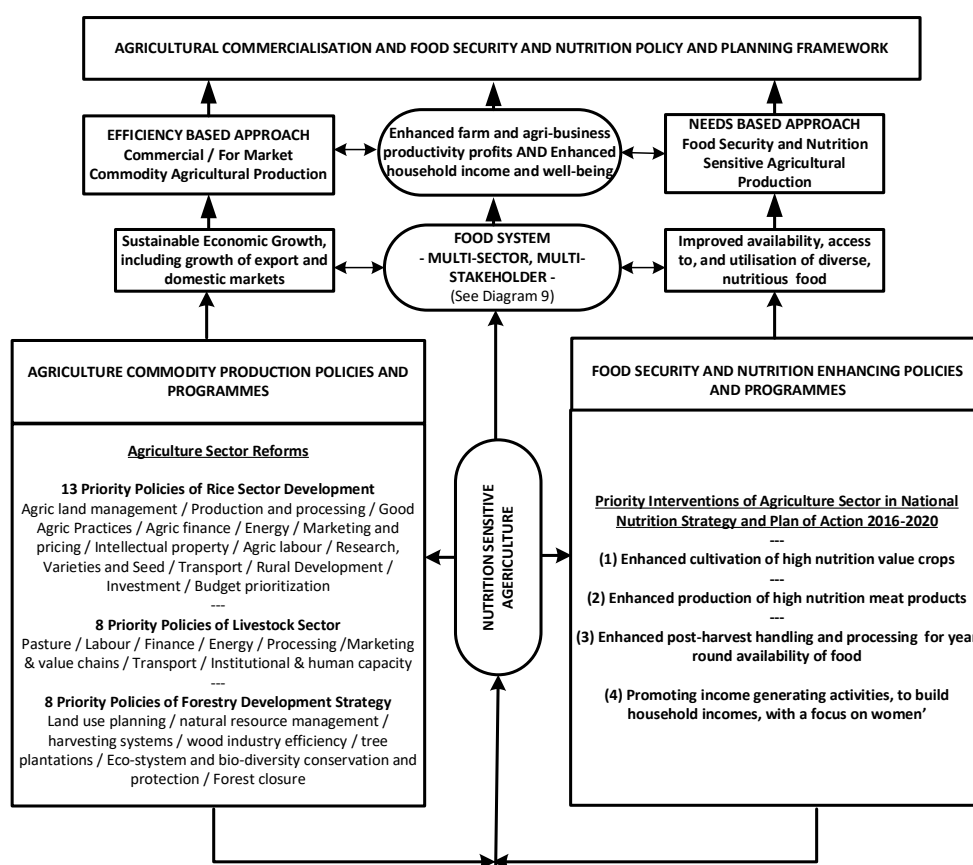 AGRICULTURAL COMMERCIALISATION AND FOOD SECURITY AND NUTRITION POLICY AND PLANNING FRAMEWORK
EFFICIENCY BASED APPROACH
Commercial / For Market
Commodity Agricultural Production
Enhanced farm and agri-business
productivity profits AND Enhanced
household income and well-being
NEEDS BASED APPROACH
Food Security and Nutrition
Sensitive Agricultural
Production
Sustainable Economic Growth,
including growth of export and
domestic markets
FOOD SYSTEM
- MULTI-SECTOR, MULTI-
STAKEHOLDER -
(See Diagram 9)
Improved availability, access
to, and utilisation of diverse,
nutritious food
AGRICULTURE COMMODITY PRODUCTION POLICIES AND
PROGRAMMES
Agriculture Sector Reforms
13 Priority Policies of Rice Sector Development
Agric land management / Production and processing / Good
Agric Practices / Agric finance / Energy / Marketing and
pricing / Intellectual property / Agric labour / Research,
Varieties and Seed / Transport / Rural Development /
Investment / Budget prioritization
---
8 Priority Policies of Livestock Sector
Pasture / Labour / Finance / Energy / Processing /Marketing
& value chains / Transport / Institutional & human capacity
---
8 Priority Policies of Forestry Development Strategy
Land use planning / natural resource management /
harvesting systems / wood industry efficiency / tree
plantations / Eco-stystem and bio-diversity conservation and
protection / Forest closure
NUTRITION SENSITIVE
AGERICULTURE
FOOD SECURITY AND NUTRITION ENHANCING POLICIES
AND PROGRAMMES
Priority Interventions of Agriculture Sector in National
Nutrition Strategy and Plan of Action 2016-2020
---
(1) Enhanced cultivation of high nutrition value crops
---
(2) Enhanced production of high nutrition meat products
---
(3) Enhanced post-harvest handling and processing for year
round availability of food
(4) Promoting income generating activities, to build
household incomes, with a focus on women'